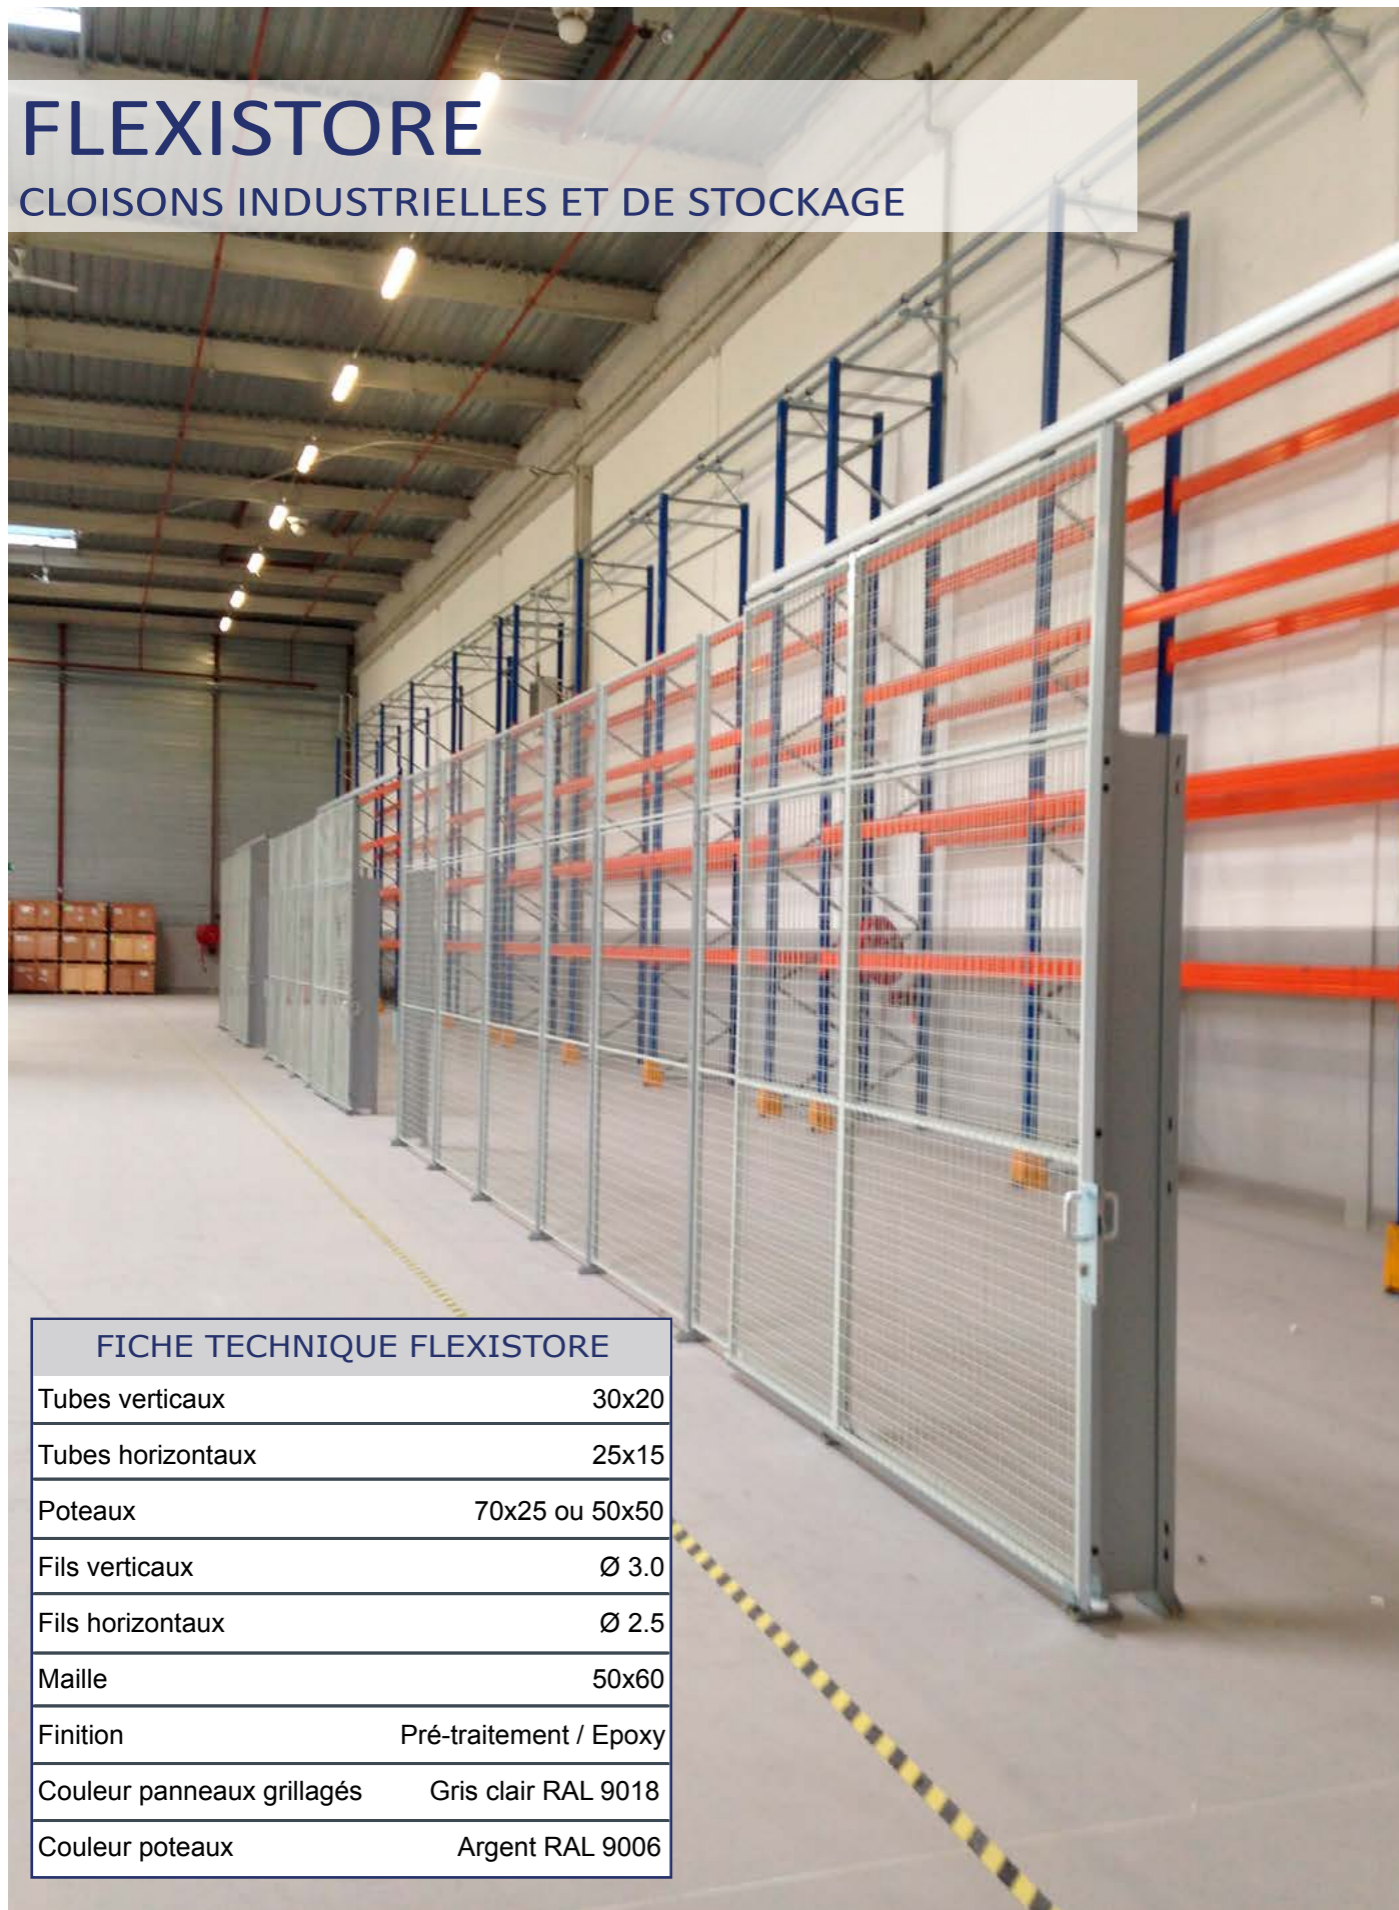 FLEXISTORE
CLOISONS INDUSTRIELLES ET DE STOCKAGE
FICHE TECHNIQUE FLEXISTORE
Tubes verticaux 30x20
Tubes horizontaux 25x15
Poteaux 70x25 ou 50x50
Fils verticaux Ø 3.0
Fils horizontaux Ø 2.5
Maille 50x60
Finition Pré-traitement / Epoxy
Couleur panneaux grillagés Gris clair RAL 9018
Couleur poteaux Argent RAL 9006